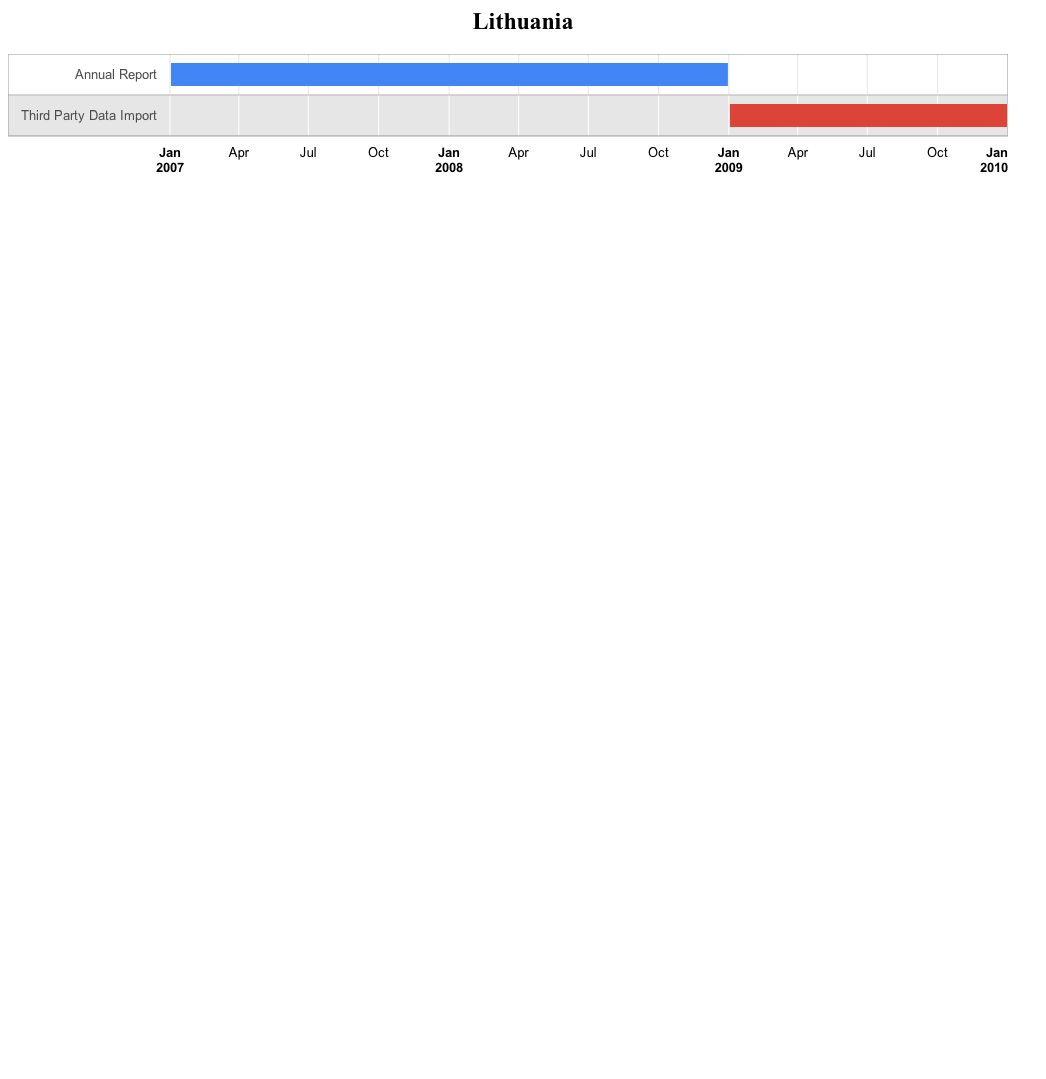 Lithuania
Annual Report
Third Party Data Import
Jan Apr Jul Oct Jan Apr Jul Oct Jan Apr Jul Oct Jan
2007 2008 2009 2010